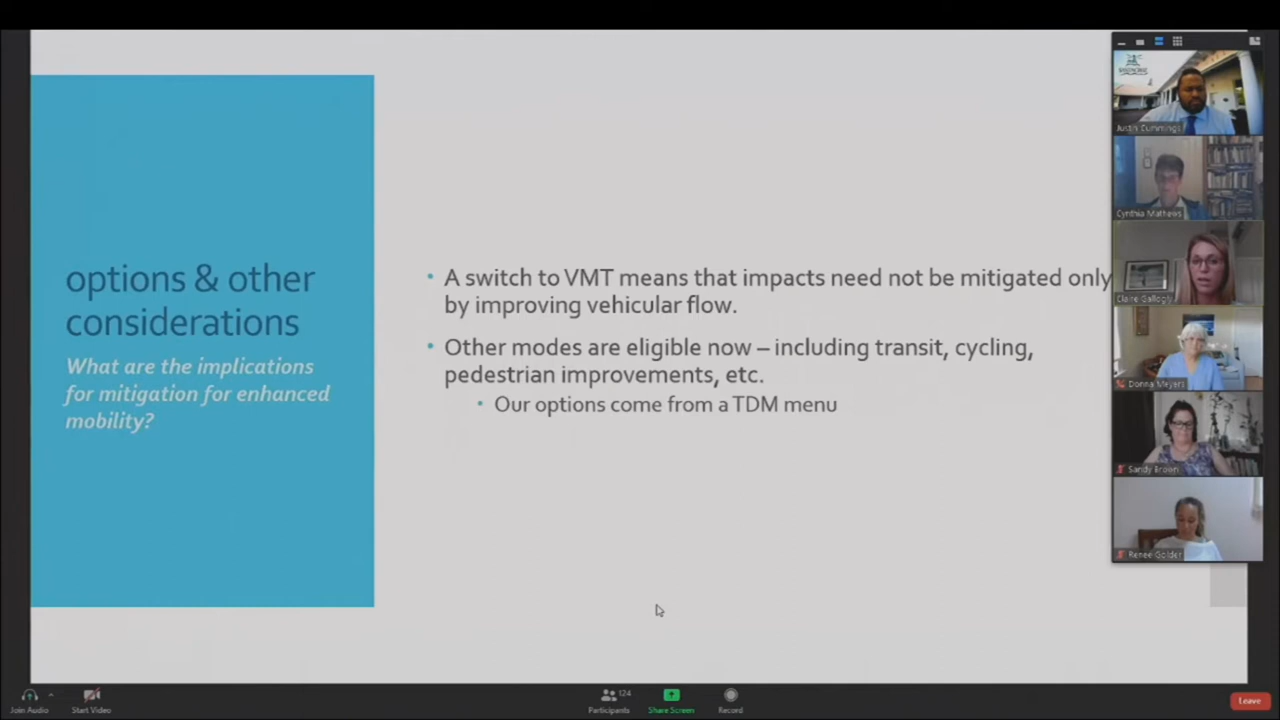 options & other
considerations
What are the implications
for mitigation for enhanced
mobility?
A switch to VMT means that impacts need not be mitigated only
by improving vehicular flow.
Other modes are eligible now – including transit, cycling,
pedestrian improvements, etc.
Our options come from a TDM menu
Justin Cummings
Cynthia Mathews
Claire Gallogly
Donna Meyers
Sandy Brown
Renee Golder
Join Audio
Start Video
124
Participants
Share Screen
Record
Leave